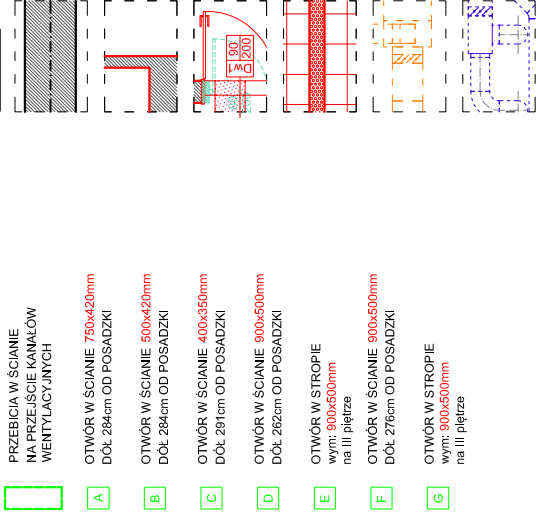 PRZEBICIA W ŚCIANIE
NA PRZEJŚCIE KANAŁÓW
WENTYLACYJNYCH
A
OTWÓR W ŚCIANIE 750x420mm
DÓŁ 284cm OD POSADZKI
B
OTWÓR W ŚCIANIE 500x420mm
DÓŁ 284cm OD POSADZKI
C
OTWÓR W ŚCIANIE 400x350mm
DÓŁ 291cm OD POSADZKI
D
OTWÓR W ŚCIANIE 900x500mm
DÓŁ 262cm OD POSADZKI
E
OTWÓR W STROPIE
wym: 900x500mm
na III piętrze
F
OTWÓR W ŚCIANIE 900x500mm
DÓŁ 276cm OD POSADZKI
G
OTWÓR W STROPIE
wym: 900x500mm
na III piętrze
Dw1
90
200